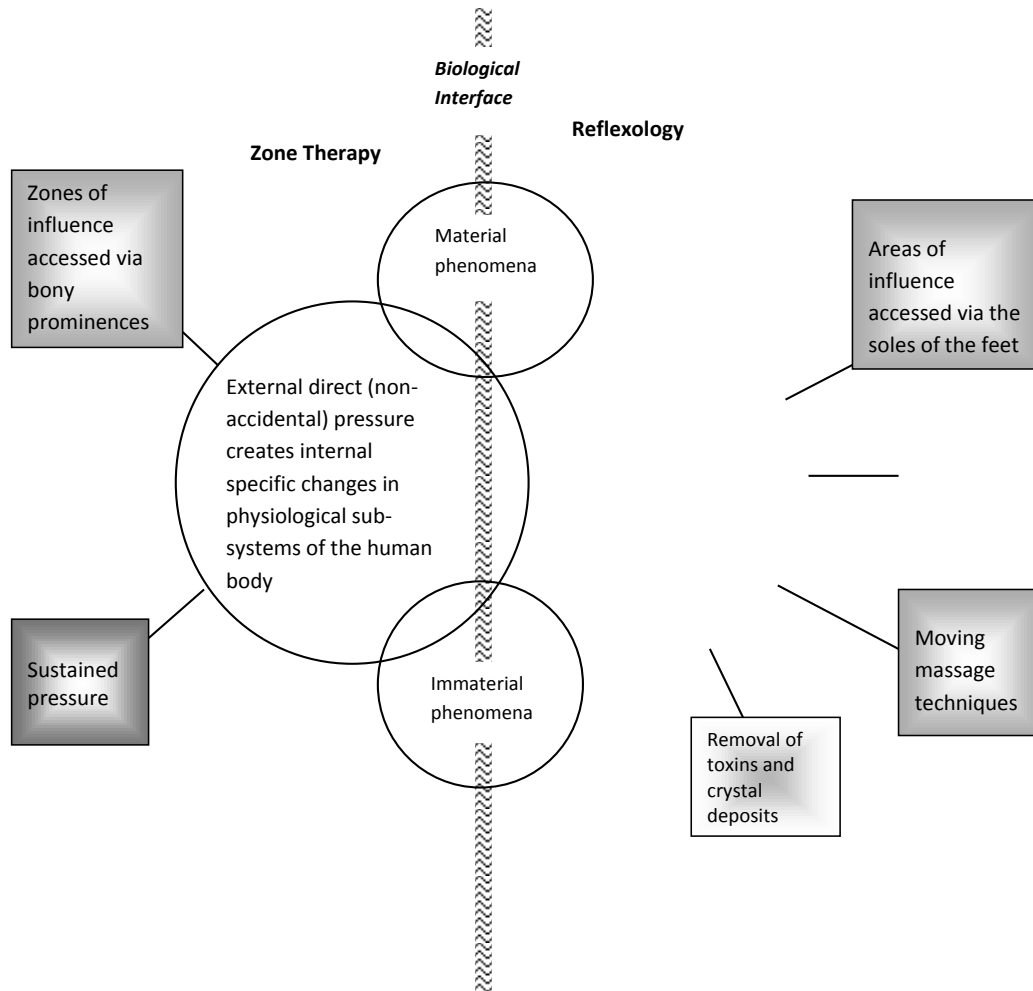 Biological
Interface
Reflexology
Zone Therapy
Zones of
influence
accessed via
bony
prominences
Material
phenomena
Areas of
influence
accessed via the
soles of the feet
External direct (non-
accidental) pressure
creates internal
specific changes in
physiological sub-
systems of the human
body
Sustained
pressure
Immaterial
phenomena
Moving
massage
techniques
Removal of
toxins and
crystal
deposits